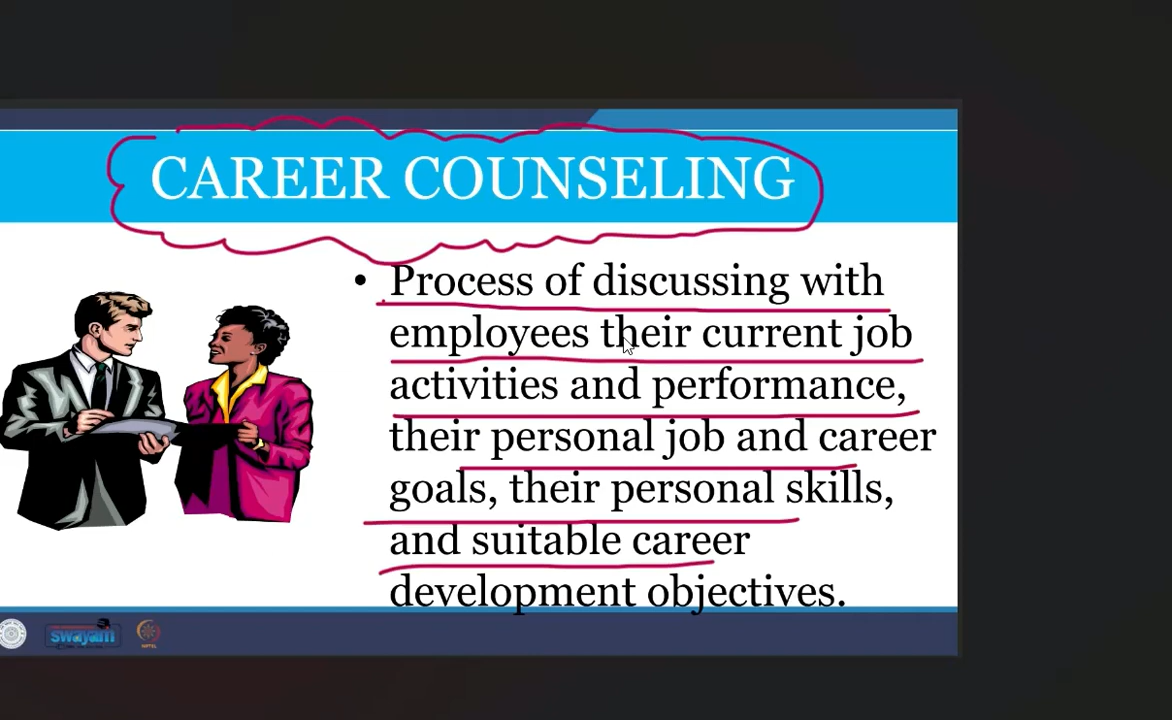 CAREER COUNSELING
• Process of discussing with
employees their current job
activities and performance,
their personal job and career
goals, their personal skills,
and suitable career
development objectives.
swayam
NPTEL